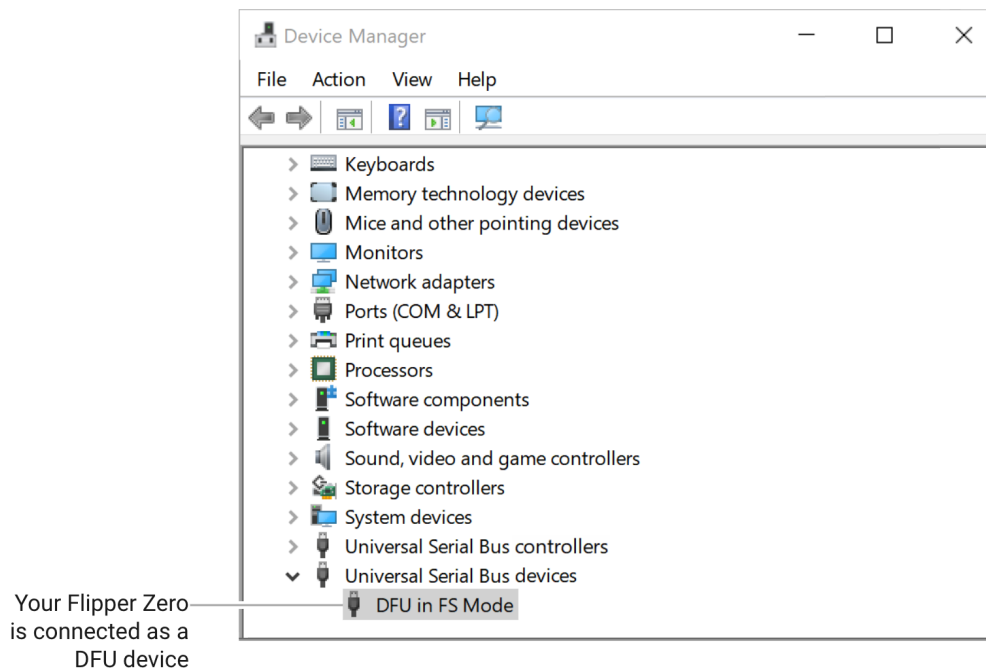 Device Manager
File Action View Help
Keyboards
Memory technology devices
Mice and other pointing devices
Monitors
Network adapters
Ports (COM & LPT)
Print queues
Processors
Software components
Software devices
Sound, video and game controllers
Storage controllers
System devices
Universal Serial Bus controllers
Universal Serial Bus devices
DFU in FS Mode
Your Flipper Zero
is connected as a
DFU device